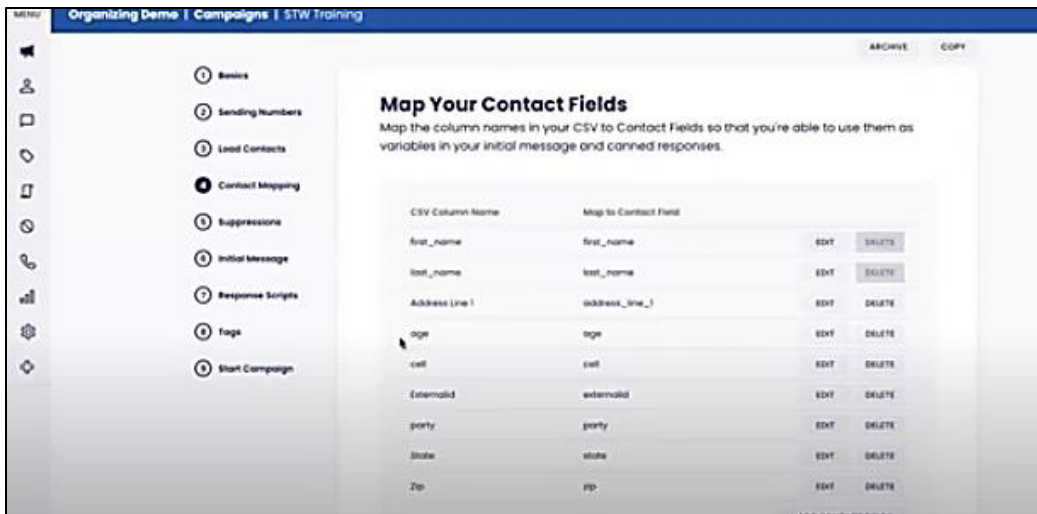 MENU
Organizing Demo | Campaigns | STW Training
ARCHIVE COPY
1 Basics
2 Sending Numbers
3 Load Contacts
4 Contact Mapping
5 Suppressions
6 Initial Message
7 Response Scripts
8 Tags
9 Start Campaign
Map Your Contact Fields
Map the column names in your CSV to Contact Fields so that you're able to use them as
variables in your initial message and canned responses.
CSV Column Name Map to Contact Field
first_name first_name EDIT DELETE
last_name last_name EDIT DELETE
Address Line 1 address_line_1 EDIT DELETE
age age EDIT DELETE
cell cell EDIT DELETE
Externalid externalid EDIT DELETE
party party EDIT DELETE
State state EDIT DELETE
Zip zip EDIT DELETE